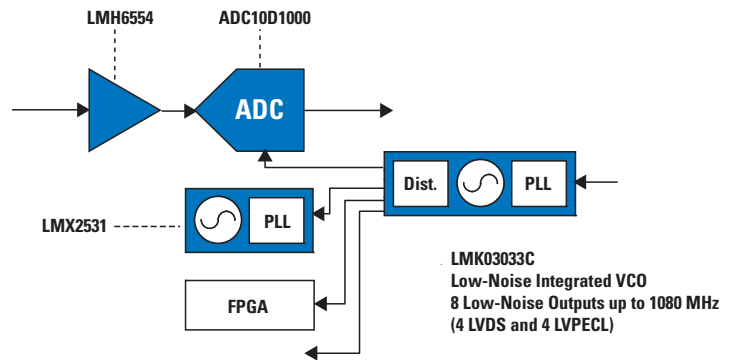 LMH6554
ADC10D1000
ADC
Dist.
PLL
LMX2531
PLL
LMK03033C
Low-Noise Integrated VCO
8 Low-Noise Outputs up to 1080 MHz
(4 LVDS and 4 LVPECL)
FPGA